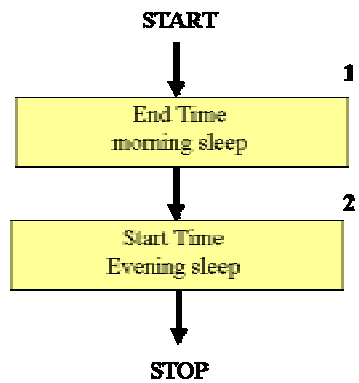 START
1
End Time
morning sleep
2
Start Time
Evening sleep
STOP